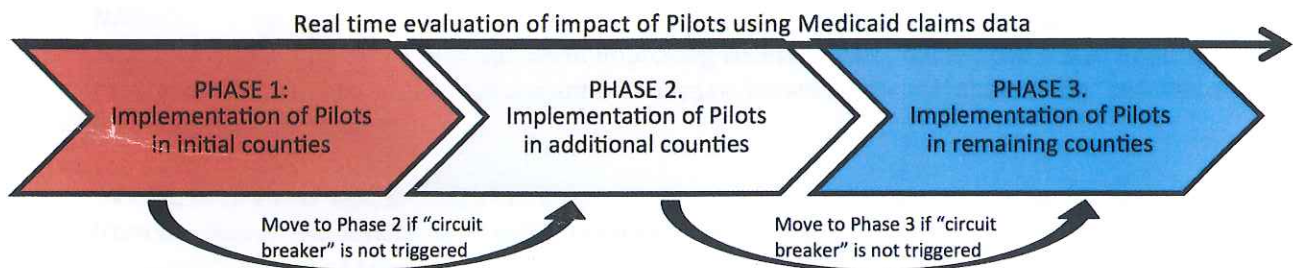 Real time evaluation of impact of Pilots using Medicaid claims data
PHASE 1:
Implementation of Pilots
in initial counties
PHASE 2.
Implementation of Pilots
in additional counties
PHASE 3.
Implementation of Pilots
in remaining counties
Move to Phase 2 if “circuit
breaker” is not triggered
Move to Phase 3 if “circuit
breaker” is not triggered